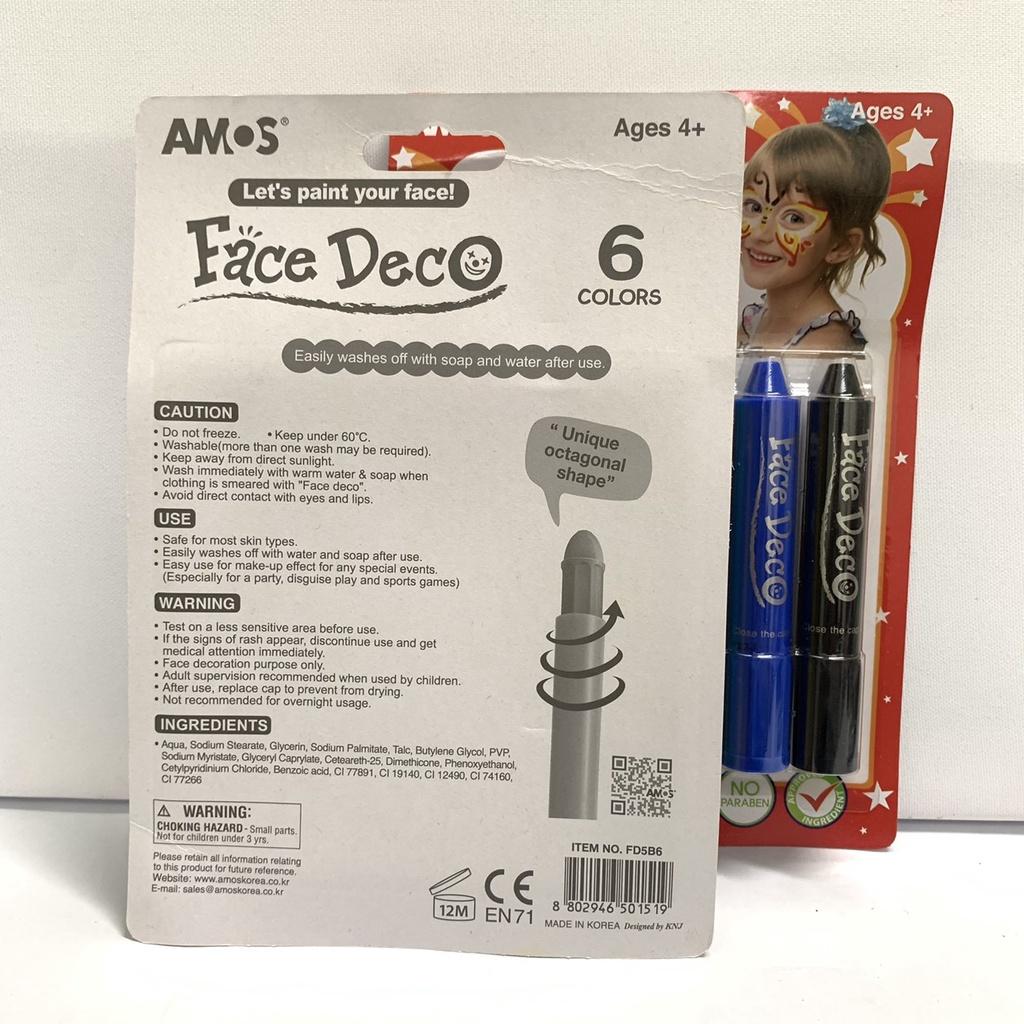 AMOS®
Ages 4+
Let's paint your face!
Face Deco
6
COLORS
Easily washes off with soap and water after use.
CAUTION
• Do not freeze. • Keep under 60°C.
• Washable(more than one wash may be required).
• Keep away from direct sunlight.
• Wash immediately with warm water & soap when
clothing is smeared with "Face deco".
• Avoid direct contact with eyes and lips.
USE
• Safe for most skin types.
• Easily washes off with water and soap after use.
• Easy use for make-up effect for any special events.
(Especially for a party, disguise play and sports games)
WARNING
• Test on a less sensitive area before use.
• If the signs of rash appear, discontinue use and get
medical attention immediately.
• Face decoration purpose only.
• Adult supervision recommended when used by children.
• After use, replace cap to prevent from drying.
• Not recommended for overnight usage.
INGREDIENTS
• Aqua, Sodium Stearate, Glycerin, Sodium Palmitate, Talc, Butylene Glycol, PVP,
Sodium Myristate, Glyceryl Caprylate, Ceteareth-25, Dimethicone, Phenoxyethanol,
Cetylpyridinium Chloride, Benzoic acid, CI 77891, CI 19140, CI 12490, CI 74160,
CI 77266
WARNING:
CHOKING HAZARD - Small parts.
Not for children under 3 yrs.
Please retain all information relating
to this product for future reference.
Website: www.amoskorea.co.kr
E-mail: sales@amoskorea.co.kr
" Unique
octagonal
shape"
AMOS
12M
CE
EN71
ITEM NO. FD5B6
8 802946 501519
MADE IN KOREA Designed by KNJ
Ages 4+
Face Deco
Close the
Face Deco
Close the cap
NO
PARABEN
INGREDIENT